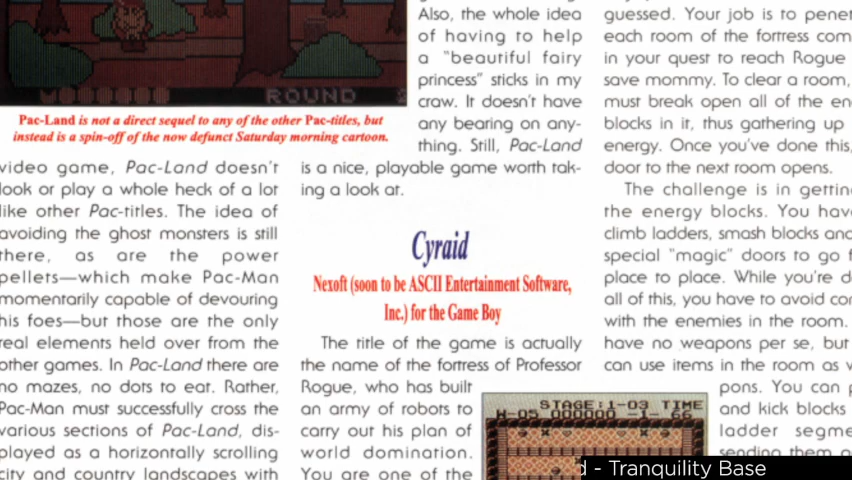 ROUND
Pac-Land is not a direct sequel to any of the other Pac-titles, but
instead is a spin-off of the now defunct Saturday morning cartoon.
video game, Pac-Land doesn't
look or play a whole heck of a lot
like other Pac-titles. The idea of
avoiding the ghost monsters is still
there, as are the power
pellets—which make Pac-Man
momentarily capable of devouring
his foes—but those are the only
real elements held over from the
other games. In Pac-Land there are
no mazes, no dots to eat. Rather,
Pac-Man must successfully cross the
various sections of Pac-Land, dis-
played as a horizontally scrolling
city and country landscapes with
Also, the whole idea
of having to help
a "beautiful fairy
princess" sticks in my
craw. It doesn't have
any bearing on any-
thing. Still, Pac-Land
is a nice, playable game worth tak-
ing a look at.
Cyraid
Nexoft (soon to be ASCII Entertainment Software,
Inc.) for the Game Boy
The title of the game is actually
the name of the fortress of Professor
Rogue, who has built
an army of robots to
carry out his plan of
world domination.
You are one of the
STAGE:1-03 TIME
H-05 000000 -1- 66
guessed. Your job is to penet
each room of the fortress com
in your quest to reach Rogue
save mommy. To clear a room,
must break open all of the en
blocks in it, thus gathering up
energy. Once you've done this,
door to the next room opens.
The challenge is in gettin
the energy blocks. You hav
climb ladders, smash blocks and
special "magic" doors to go f
place to place. While you're d
all of this, you have to avoid co
with the enemies in the room.
have no weapons per se, but
can use items in the room as w
pons. You can p
and kick blocks
ladder segme
sending them
d - Tranquility Base